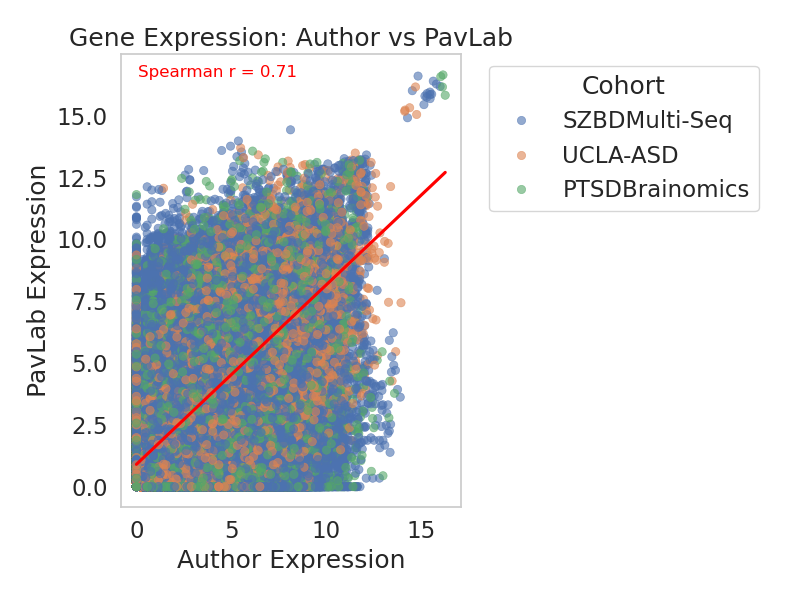 Gene Expression: Author vs PavLab
Spearman r = 0.71
Cohort
SZBDMulti-Seq
UCLA-ASD
PTSDBrainomics
PavLab Expression
15.0
12.5
10.0
7.5
5.0
2.5
0.0
0 5 10 15
Author Expression